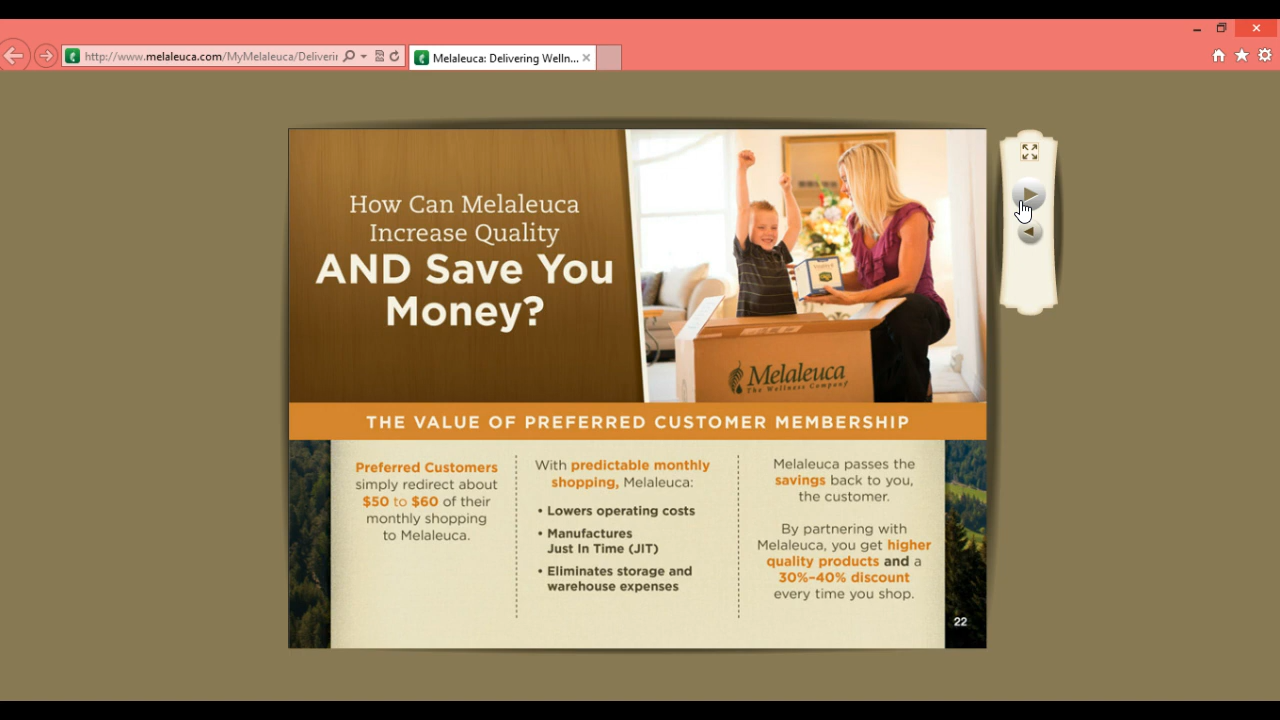 http://www.melaleuca.com/MyMelaleuca/Deliveri
Melaleuca: Delivering Welln...
How Can Melaleuca
Increase Quality
AND Save You
Money?
Melaleuca
The Wellness Company
THE VALUE OF PREFERRED CUSTOMER MEMBERSHIP
Preferred Customers
simply redirect about
$50 to $60 of their
monthly shopping
to Melaleuca.
With predictable monthly
shopping, Melaleuca:
• Lowers operating costs
• Manufactures
Just In Time (JIT)
• Eliminates storage and
warehouse expenses
Melaleuca passes the
savings back to you,
the customer.
By partnering with
Melaleuca, you get higher
quality products and a
30%–40% discount
every time you shop.
22